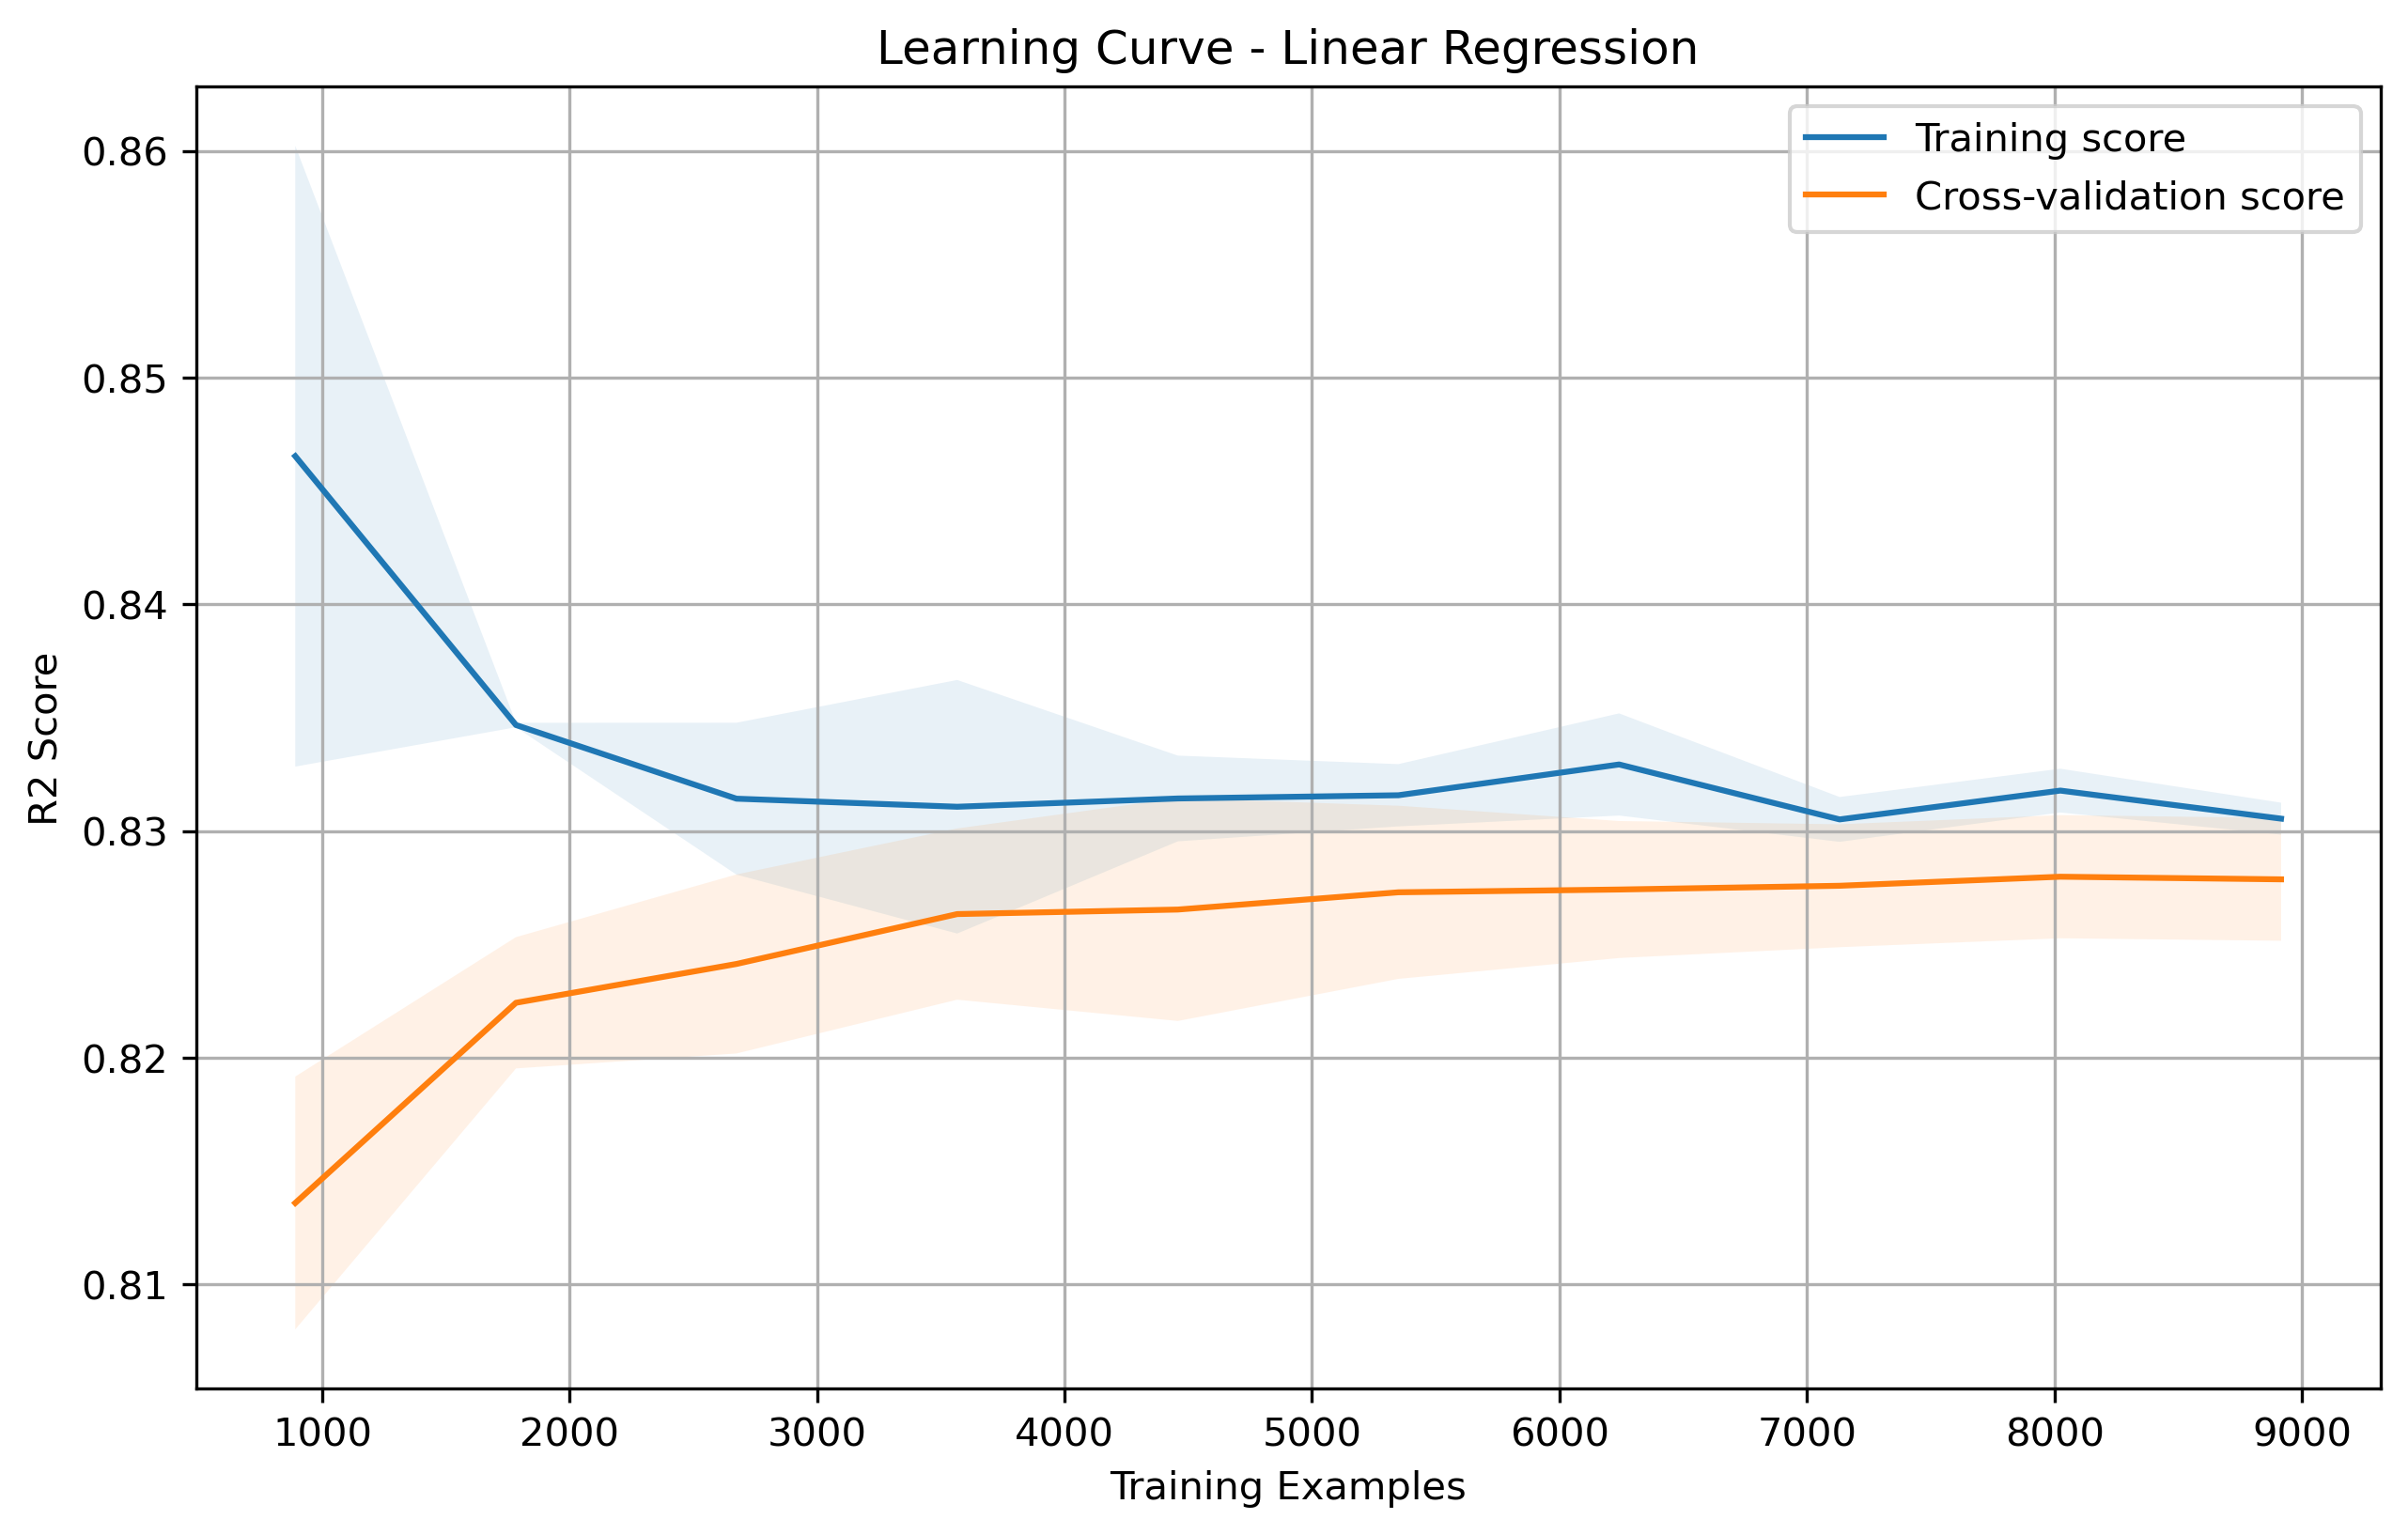 Learning Curve - Linear Regression
Training score
Cross-validation score
R2 Score
0.86
0.85
0.84
0.83
0.82
0.81
1000 2000 3000 4000 5000 6000 7000 8000 9000
Training Examples